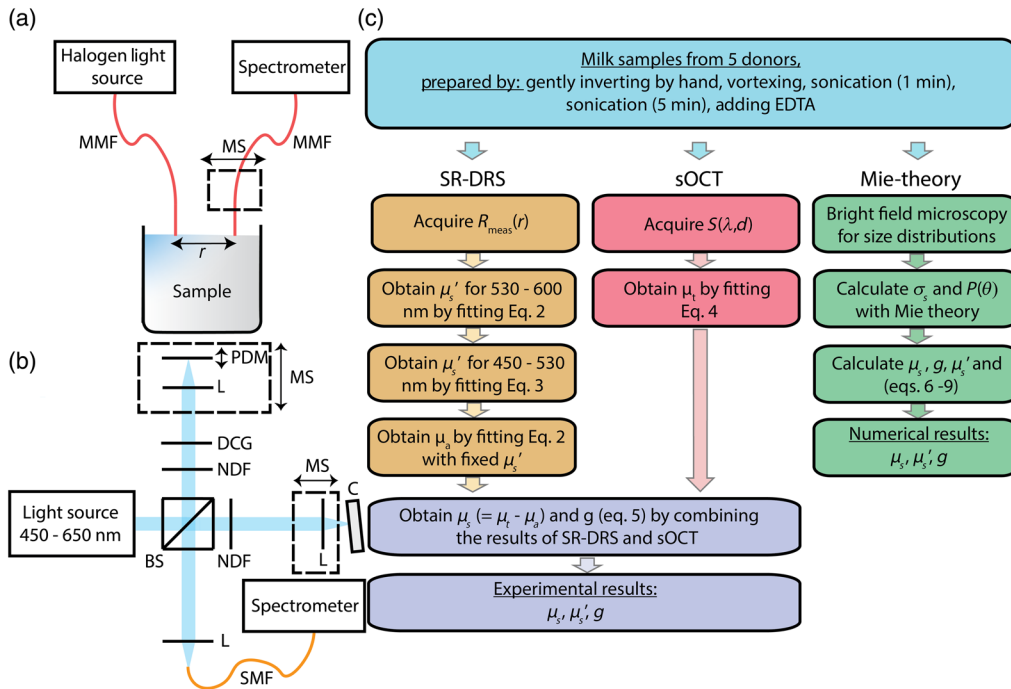 (a)
Halogen light
source
Spectrometer
MMF
MS
MMF
r
Sample
(b)
PDM
L
MS
DCG
NDF
MS
C
Light source
450 - 650 nm
BS
NDF
L
Spectrometer
L
SMF
(c)
Milk samples from 5 donors,
prepared by: gently inverting by hand, vortexing, sonication (1 min),
sonication (5 min), adding EDTA
SR-DRS
Acquire Rmeas(r)
Obtain μs′ for 530 - 600
nm by fitting Eq. 2
Obtain μs′ for 450 - 530
nm by fitting Eq. 3
Obtain μa by fitting Eq. 2
with fixed μs′
sOCT
Acquire S(λ,d)
Obtain μt by fitting
Eq. 4
Mie-theory
Bright field microscopy
for size distributions
Calculate σs and P(θ)
with Mie theory
Calculate μs, g, μs′ and
(eqs. 6 -9)
Numerical results:
μs, μs′, g
Obtain μs (= μt - μa) and g (eq. 5) by combining
the results of SR-DRS and sOCT
Experimental results:
μs, μs′, g